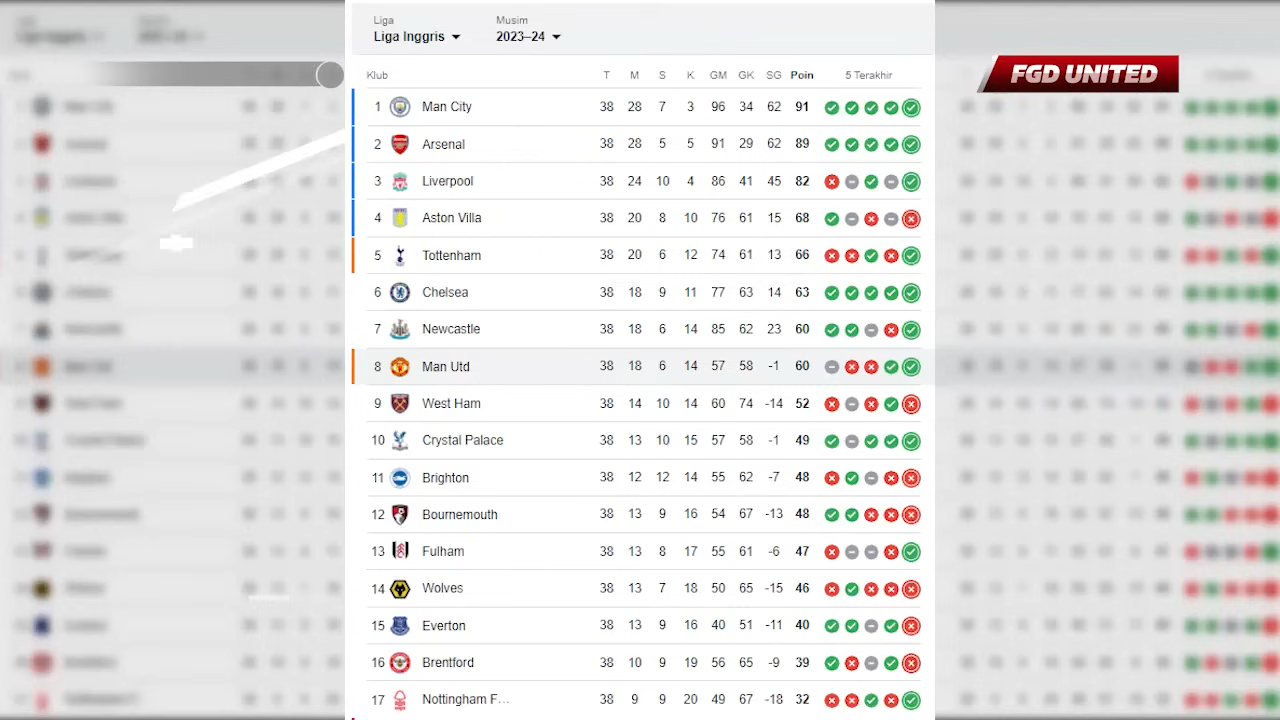 Liga
Musim
Liga Inggris
2023–24
FGD UNITED
Klub T M S K GM GK SG Poin 5 Terakhir
1 Man City 38 28 7 3 96 34 62 91
2 Arsenal 38 28 5 5 91 29 62 89
3 Liverpool 38 24 10 4 86 41 45 82
4 Aston Villa 38 20 8 10 76 61 15 68
5 Tottenham 38 20 6 12 74 61 13 66
6 Chelsea 38 18 9 11 77 63 14 63
7 Newcastle 38 18 6 14 85 62 23 60
8 Man Utd 38 18 6 14 57 58 -1 60
9 West Ham 38 14 10 14 60 74 -14 52
10 Crystal Palace 38 13 10 15 57 58 -1 49
11 Brighton 38 12 12 14 55 62 -7 48
12 Bournemouth 38 13 9 16 54 67 -13 48
13 Fulham 38 13 8 17 55 61 -6 47
14 Wolves 38 13 7 18 50 65 -15 46
15 Everton 38 13 9 16 40 51 -11 40
16 Brentford 38 10 9 19 56 65 -9 39
17 Nottingham F... 38 9 9 20 49 67 -18 32